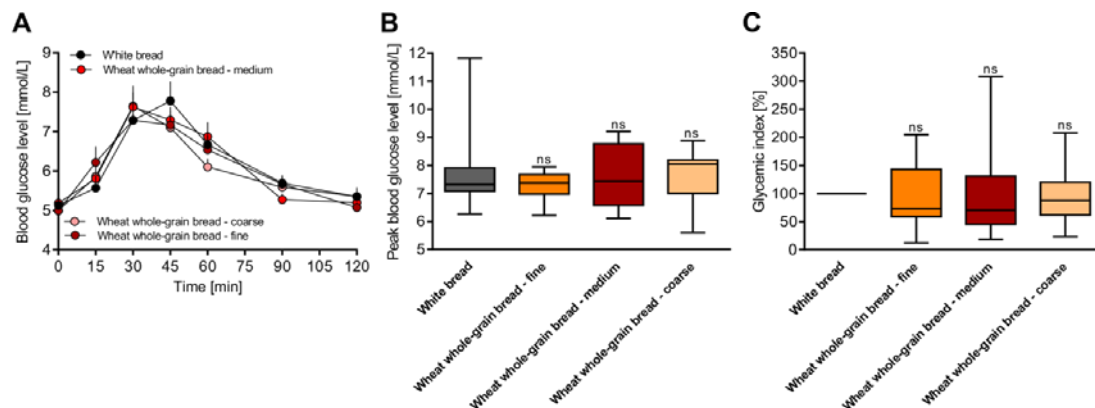 A
Blood glucose level [mmol/L]
9
8
7
6
5
4
White bread
Wheat whole-grain bread - medium
Wheat whole-grain bread - coarse
Wheat whole-grain bread - fine
0 15 30 45 60 75 90 105 120
Time [min]
B
Peak blood glucose level [mmol/L]
12
11
10
9
8
7
6
5
ns
ns
ns
White bread
Wheat whole-grain bread - fine
Wheat whole-grain bread - medium
Wheat whole-grain bread - coarse
C
Glycemic index [%]
350
300
250
200
150
100
50
0
ns
ns
ns
White bread
Wheat whole-grain bread - fine
Wheat whole-grain bread - medium
Wheat whole-grain bread - coarse